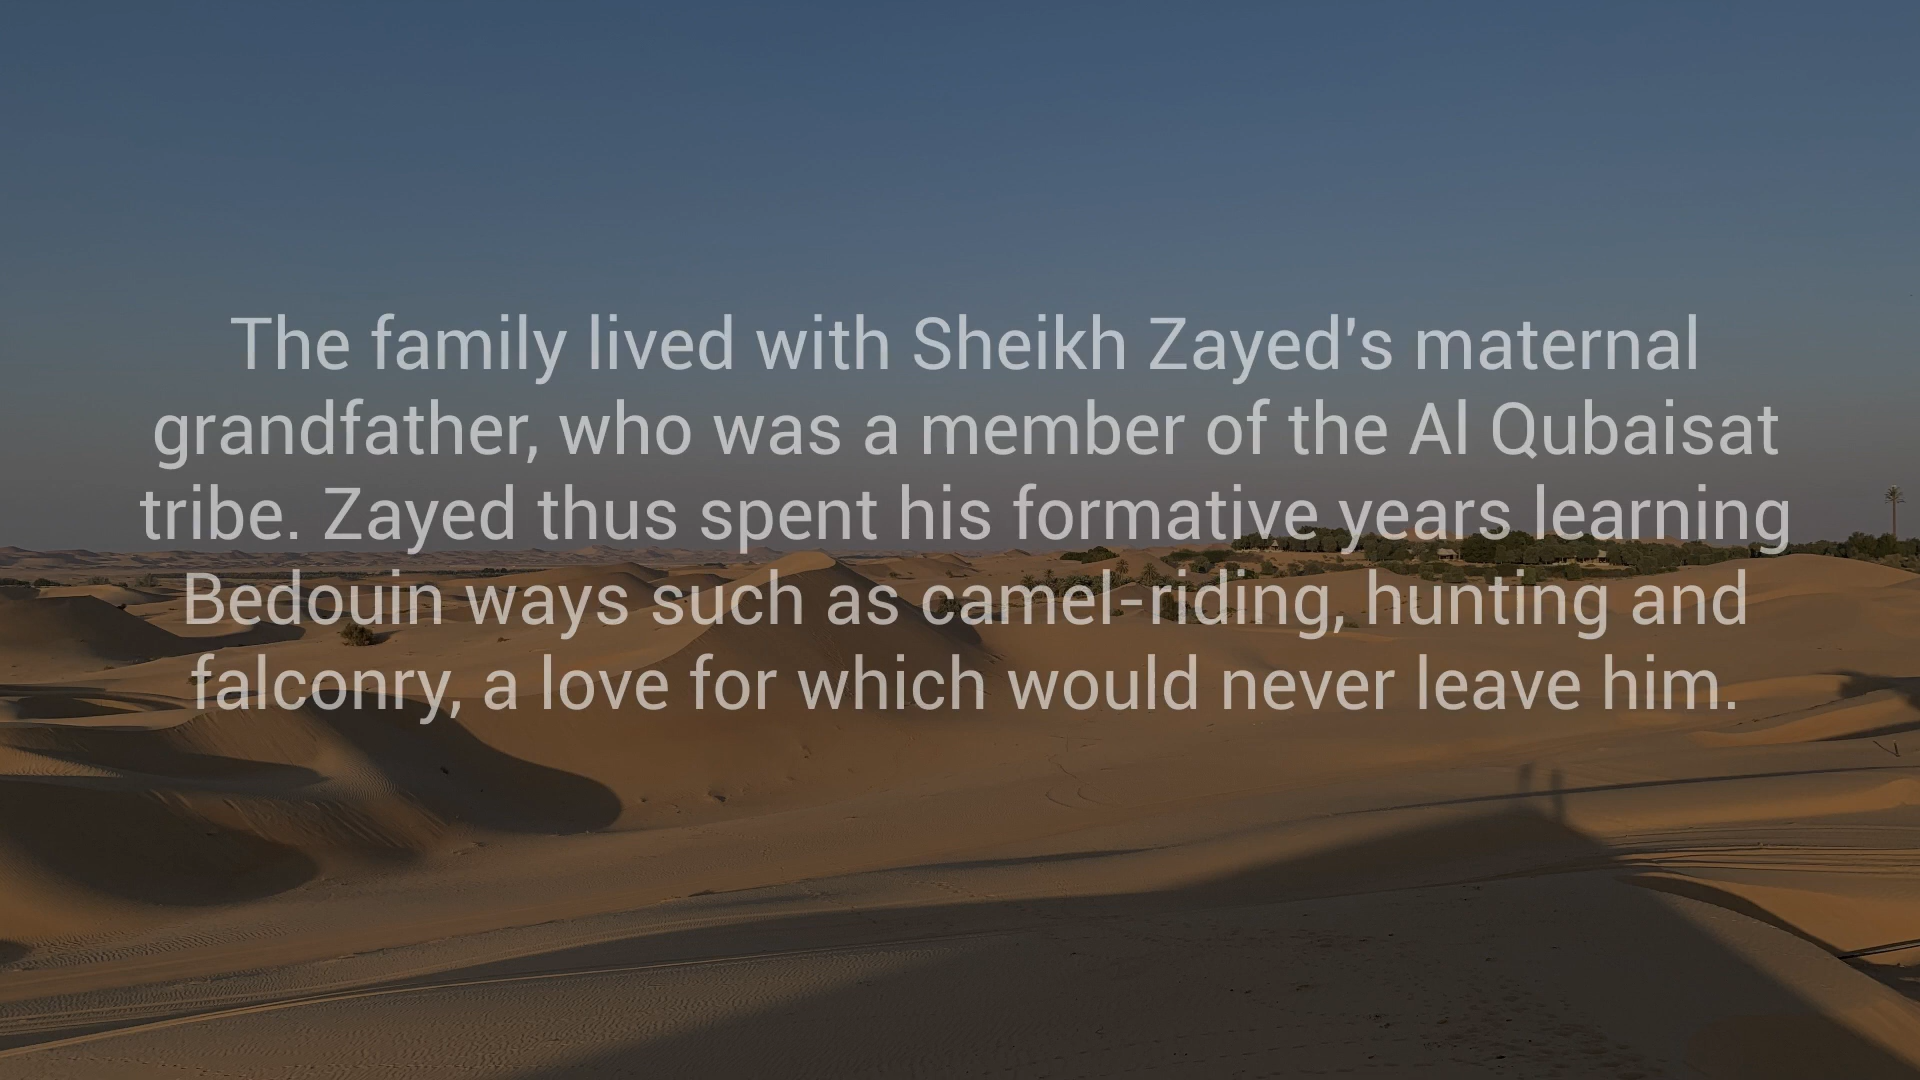 The family lived with Sheikh Zayed's maternal
grandfather, who was a member of the Al Qubaisat
tribe. Zayed thus spent his formative years learning
Bedouin ways such as camel-riding, hunting and
falconry, a love for which would never leave him.